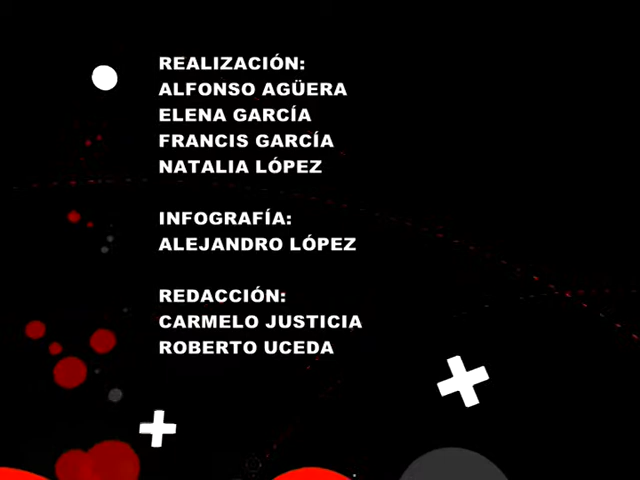 REALIZACIÓN:
ALFONSO AGÜERA
ELENA GARCÍA
FRANCIS GARCÍA
NATALIA LÓPEZ
INFOGRAFÍA:
ALEJANDRO LÓPEZ
REDACCIÓN:
CARMELO JUSTICIA
ROBERTO UCEDA